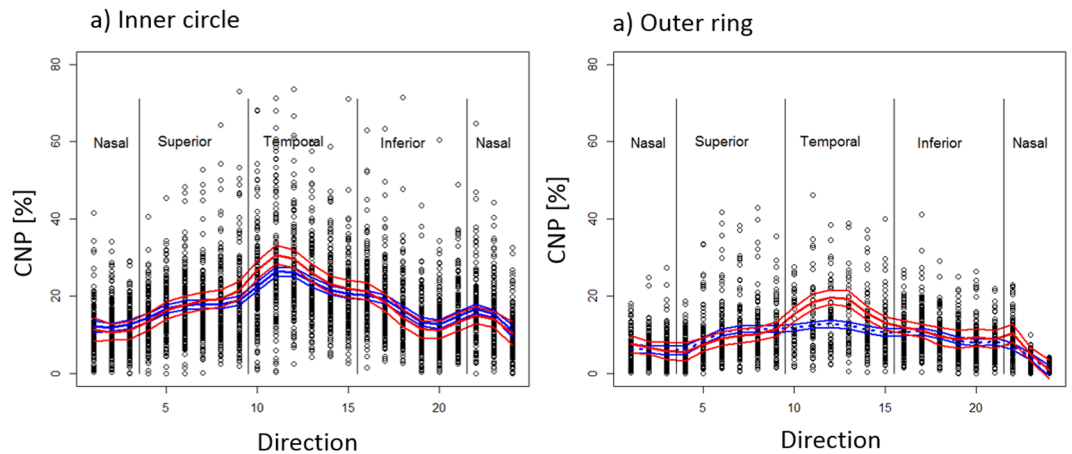 a) Inner circle
80
60
40
20
0
CNP [%]
Nasal
Superior
Temporal
Inferior
Nasal
5
10
15
20
Direction
a) Outer ring
80
60
40
20
0
CNP [%]
Nasal
Superior
Temporal
Inferior
Nasal
5
10
15
20
Direction